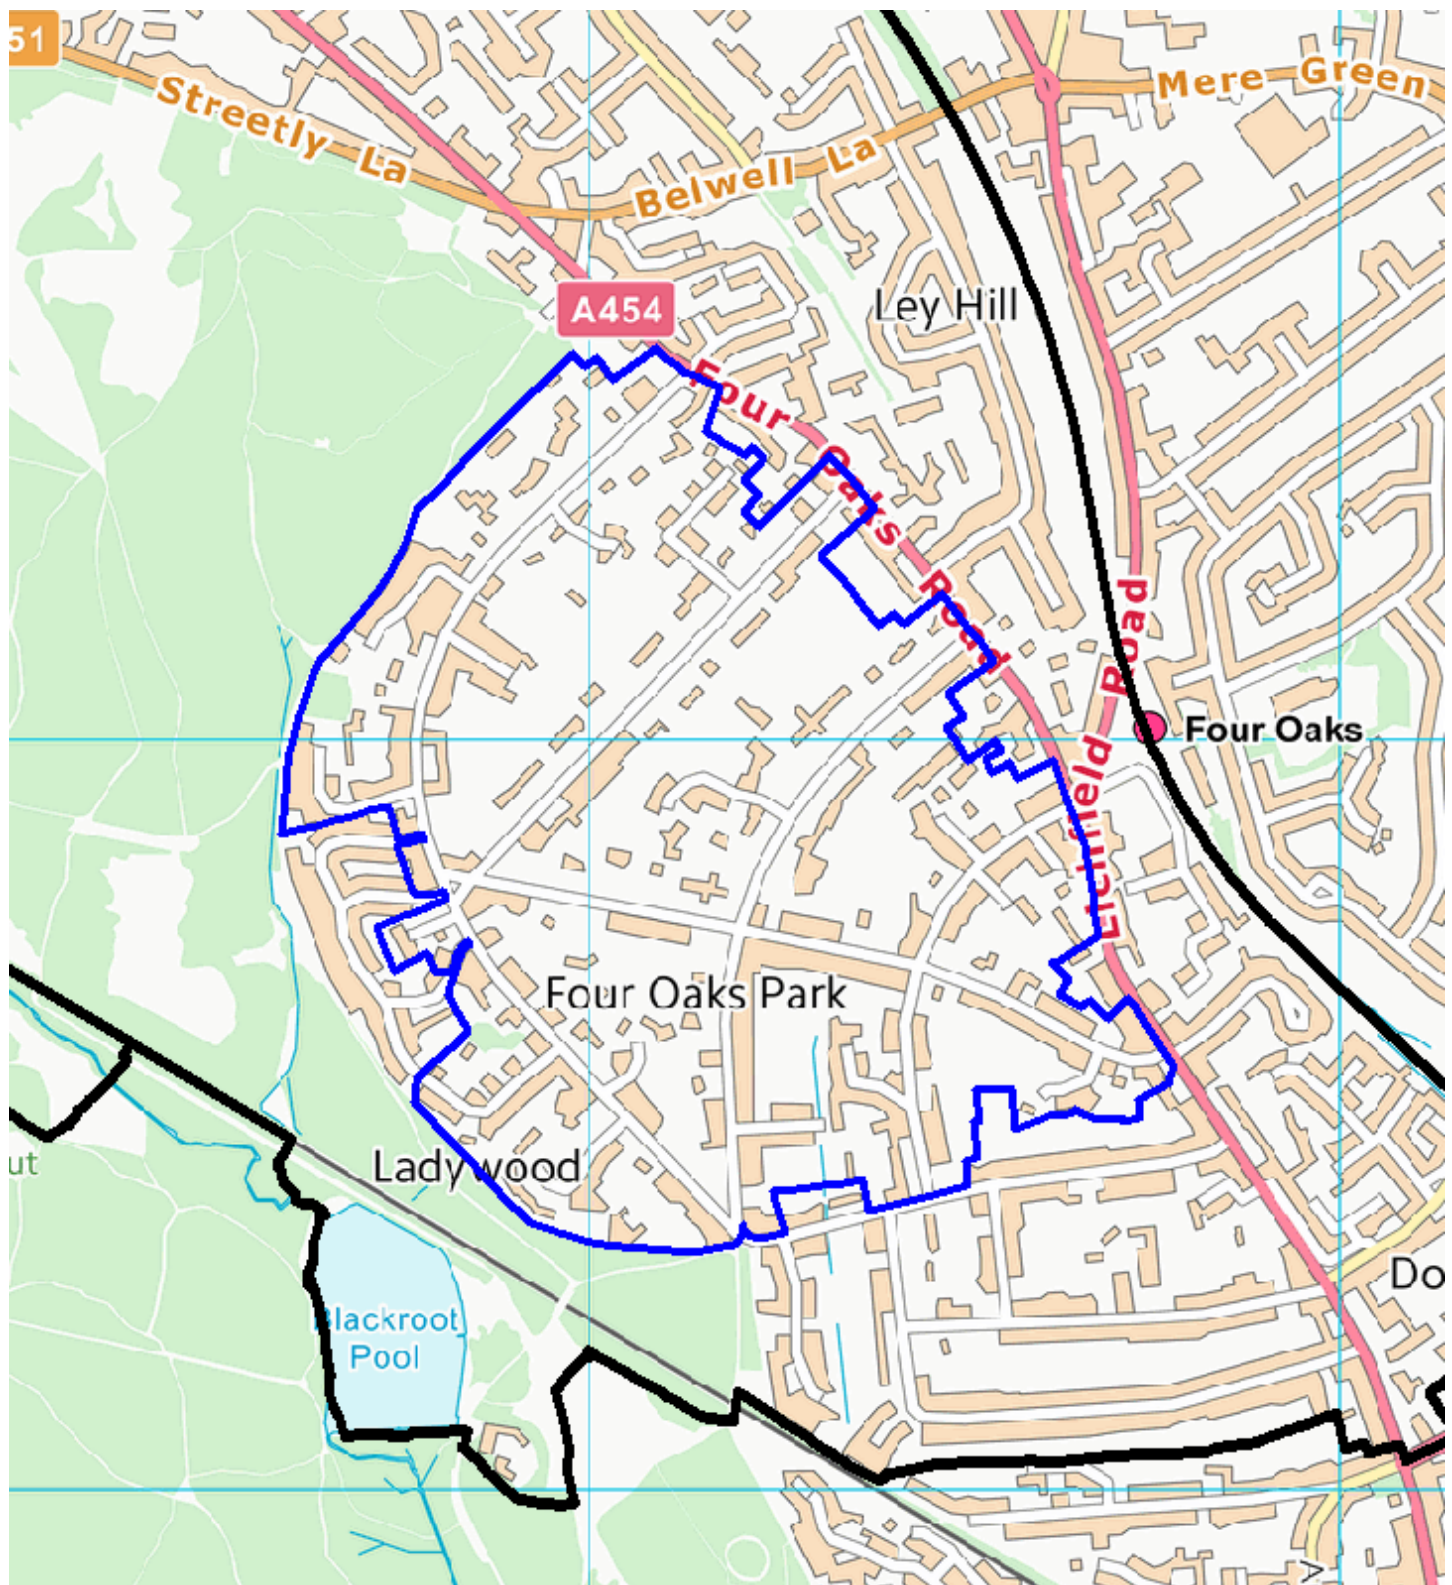 51
Streetly La
Belwell La
Mere Green
A454
Ley Hill
Four Oaks Road
Lichfield Road
Four Oaks
Four Oaks Park
Ladywood
ut
Blackroot
Pool
Do